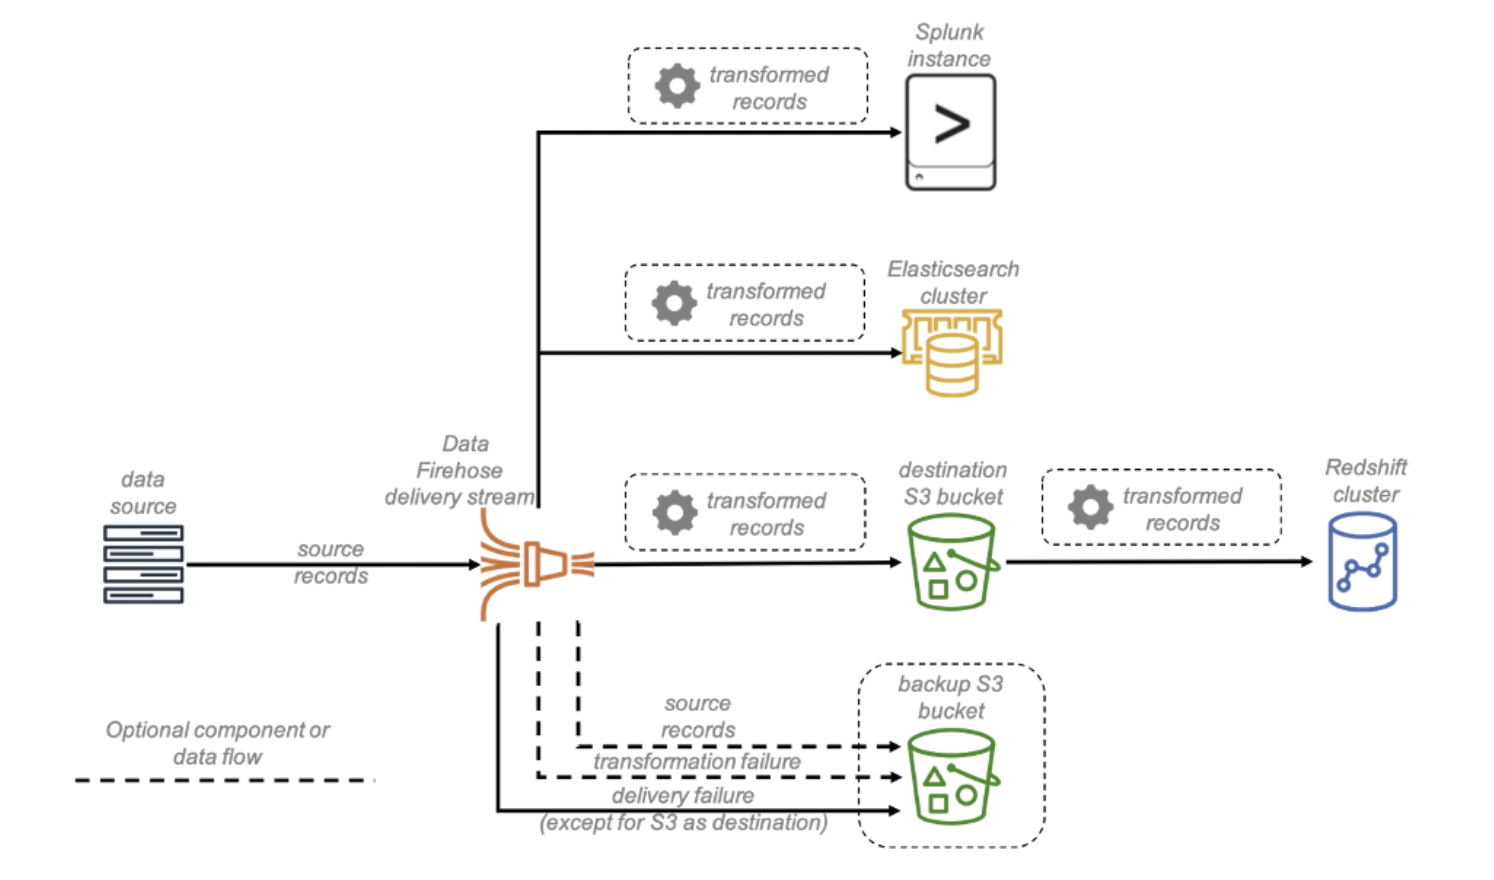 Splunk
instance
transformed
records
Elasticsearch
cluster
transformed
records
Data
Firehose
delivery stream
data
source
source
records
transformed
records
destination
S3 bucket
transformed
records
Redshift
cluster
backup S3
bucket
source
records
transformation failure
delivery failure
(except for S3 as destination)
Optional component or
data flow